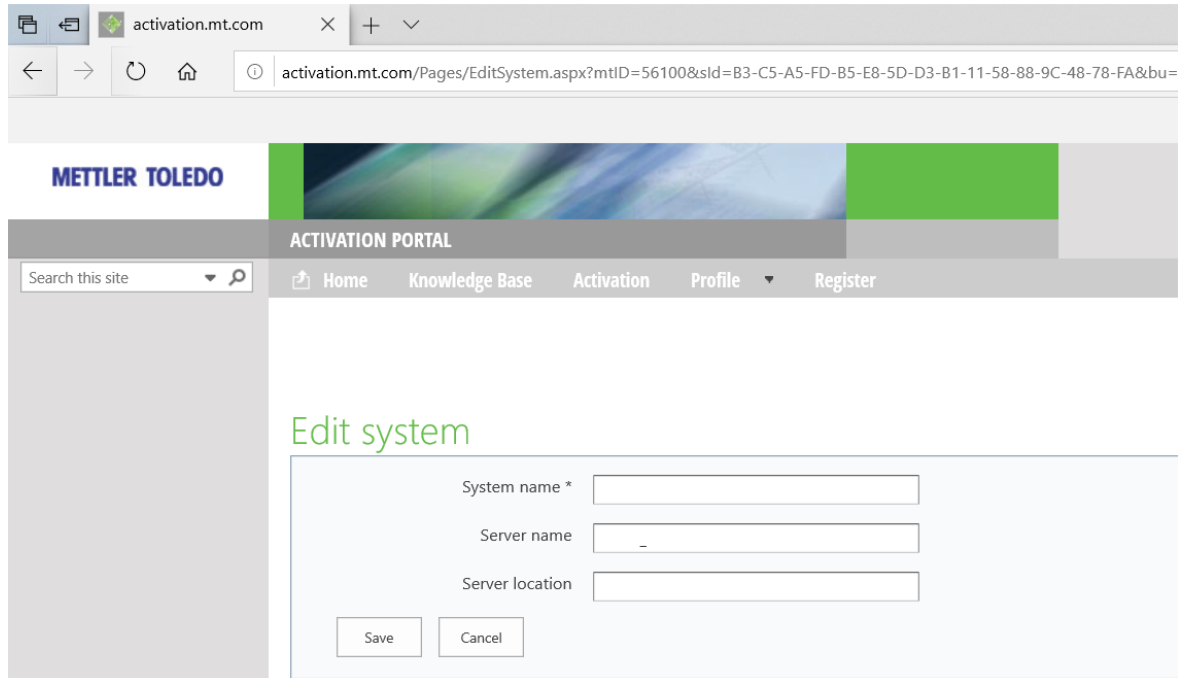 activation.mt.com
activation.mt.com/Pages/EditSystem.aspx?mtID=56100&sId=B3-C5-A5-FD-B5-E8-5D-D3-B1-11-58-88-9C-48-78-FA&bu=
METTLER TOLEDO
ACTIVATION PORTAL
Search this site
Home Knowledge Base Activation Profile Register
Edit system
System name *
Server name
_
Server location
Save Cancel